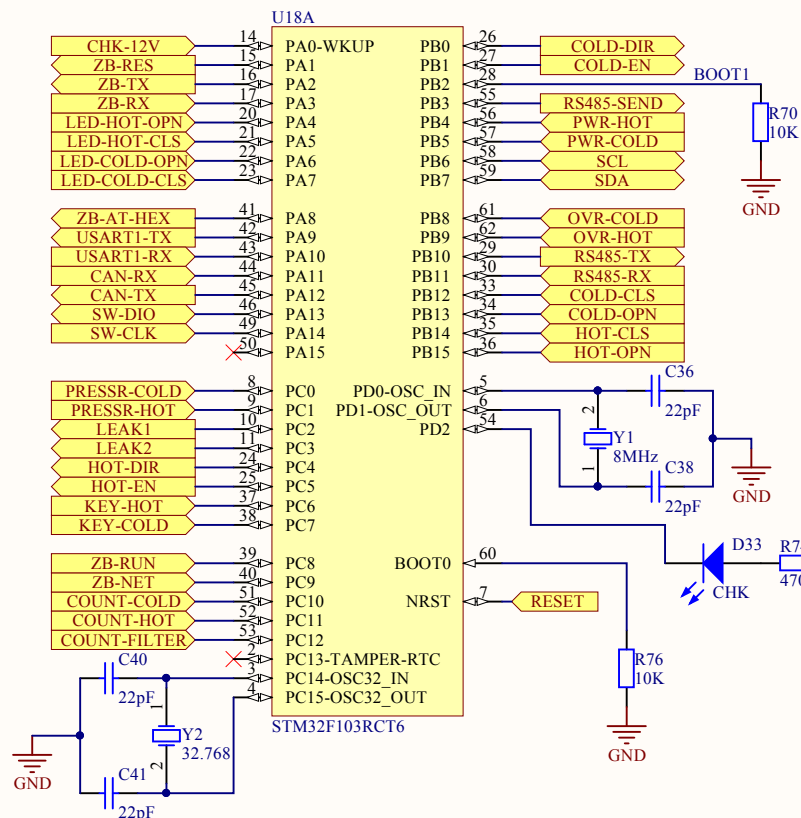 U18A
CHK-12V 14 PA0-WKUP PB0 26 COLD-DIR
ZB-RES 15 PA1 PB1 27 COLD-EN
ZB-TX 16 PA2 PB2 28 BOOT1
ZB-RX 17 PA3 PB3 55 RS485-SEND
LED-HOT-OPN 20 PA4 PB4 56 PWR-HOT
LED-HOT-CLS 21 PA5 PB5 57 PWR-COLD
LED-COLD-OPN 22 PA6 PB6 58 SCL
LED-COLD-CLS 23 PA7 PB7 59 SDA
R70
10K
GND
ZB-AT-HEX 41 PA8 PB8 61 OVR-COLD
USART1-TX 42 PA9 PB9 62 OVR-HOT
USART1-RX 43 PA10 PB10 29 RS485-TX
CAN-RX 44 PA11 PB11 30 RS485-RX
CAN-TX 45 PA12 PB12 33 COLD-CLS
SW-DIO 46 PA13 PB13 34 COLD-OPN
SW-CLK 49 PA14 PB14 35 HOT-CLS
50 PA15 PB15 36 HOT-OPN
PRESSR-COLD 8 PC0 PD0-OSC_IN 5
PRESSR-HOT 9 PC1 PD1-OSC_OUT 6
LEAK1 10 PC2 PD2 54
LEAK2 11 PC3
HOT-DIR 24 PC4
HOT-EN 25 PC5
KEY-HOT 37 PC6
KEY-COLD 38 PC7
C36
22pF
2
Y1
8MHz
1
C38
22pF
GND
ZB-RUN 39 PC8 BOOT0 60
ZB-NET 40 PC9
COUNT-COLD 51 PC10 NRST 7 RESET
COUNT-HOT 52 PC11
COUNT-FILTER 53 PC12
2 PC13-TAMPER-RTC
3 PC14-OSC32_IN
4 PC15-OSC32_OUT
D33
CHK
R76
10K
GND
C40
22pF
1
Y2
32.768
2
C41
22pF
GND
STM32F103RCT6